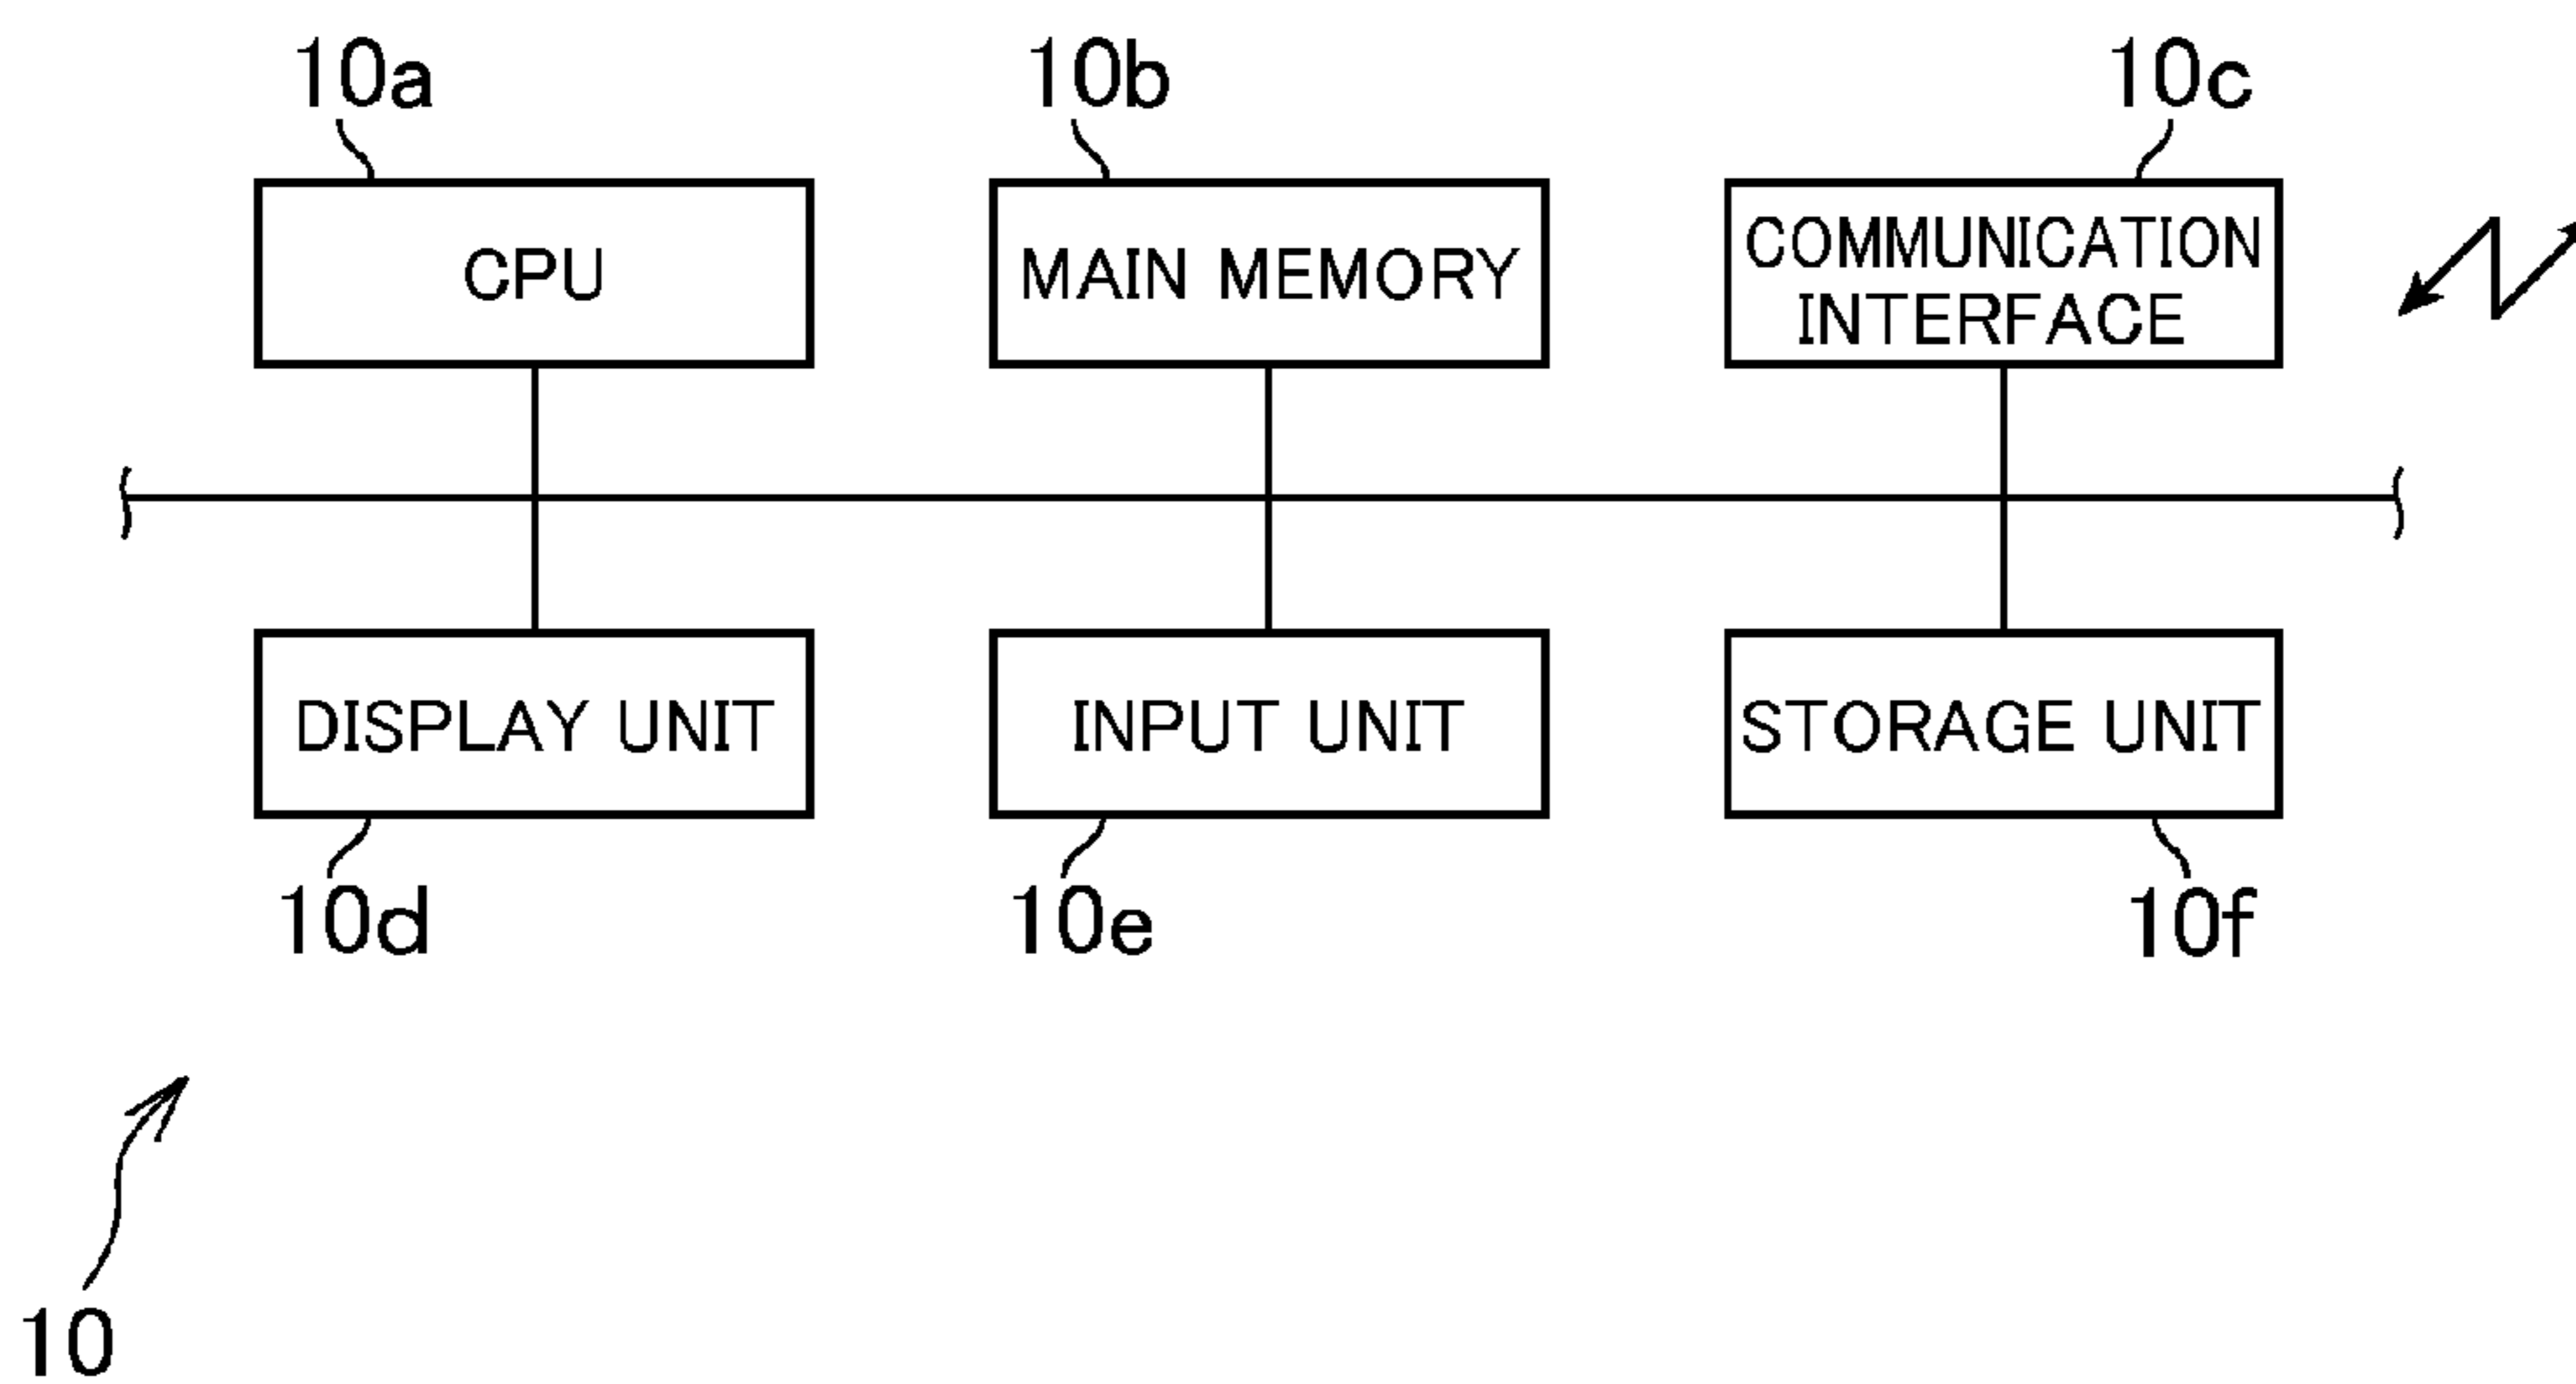 10a
10b
10c
CPU
MAIN MEMORY
COMMUNICATION
INTERFACE
DISPLAY UNIT
INPUT UNIT
STORAGE UNIT
10d
10e
10f
10